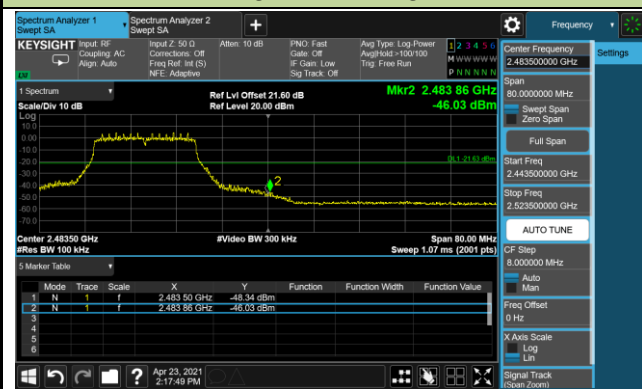 Spectrum Analyzer 1
Swept SA
Spectrum Analyzer 2
Swept SA
+
Frequency
KEYSIGHT
Input: RF
Coupling: AC
Align: Auto
Input Z: 50 Ω
Corrections: Off
Freq Ref: Int (S)
NFE: Adaptive
Atten: 10 dB
PNO: Fast
Gate: Off
IF Gain: Low
Sig Track: Off
Avg Type: Log-Power
Avg|Hold:>100/100
Trig: Free Run
1 2 3 4 5 6
M W W W W W
P N N N N N
LXI
1 Spectrum
Scale/Div 10 dB
Ref Lvl Offset 21.60 dB
Ref Level 20.00 dBm
Mkr2 2.483 86 GHz
-46.03 dBm
Log
10.0
0.00
-10.0
-20.0
-30.0
-40.0
-50.0
-60.0
-70.0
DL1 -21.63 dBm
2
Center 2.48350 GHz
#Res BW 100 kHz
#Video BW 300 kHz
Span 80.00 MHz
Sweep 1.07 ms (2001 pts)
5 Marker Table
Mode Trace Scale X Y Function Function Width Function Value
1 N 1 f 2.483 50 GHz -48.34 dBm
2 N 1 f 2.483 86 GHz -46.03 dBm
3
4
5
6
Apr 23, 2021
2:17:49 PM
?
Center Frequency
2.483500000 GHz
Settings
Span
80.0000000 MHz
Swept Span
Zero Span
Full Span
Start Freq
2.443500000 GHz
Stop Freq
2.523500000 GHz
AUTO TUNE
CF Step
8.000000 MHz
Auto
Man
Freq Offset
0 Hz
X Axis Scale
Log
Lin
Signal Track
(Span Zoom)